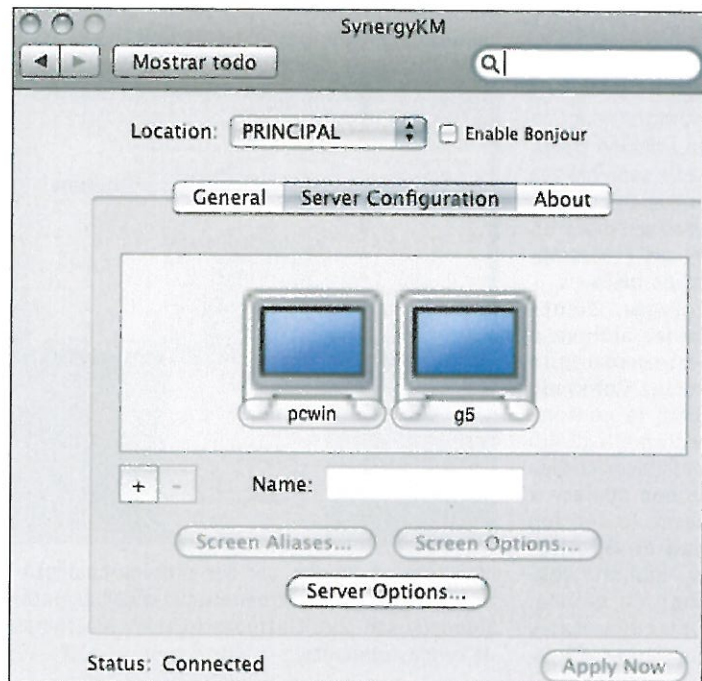 SynergyKM
Mostrar todo
Location: PRINCIPAL Enable Bonjour
General Server Configuration About
pcwin g5
+ - Name:
Screen Aliases... Screen Options...
Server Options...
Status: Connected Apply Now